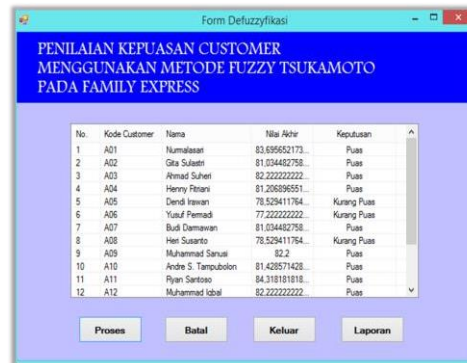 Form Defuzzyfikasi
PENILAIAN KEPUASAN CUSTOMER
MENGGUNAKAN METODE FUZZY TSUKAMOTO
PADA FAMILY EXPRESS
No. Kode Customer Nama Nilai Akhir Keputusan
1 A01 Nurmalasari 83,695652173... Puas
2 A02 Gita Sulastri 81,034482758... Puas
3 A03 Ahmad Suheri 82,222222222... Puas
4 A04 Henny Fitriani 81,206896551... Puas
5 A05 Dendi Irawan 78,529411764... Kurang Puas
6 A06 Yusuf Permadi 77,222222222... Kurang Puas
7 A07 Budi Darmawan 81,034482758... Puas
8 A08 Heri Susanto 78,529411764... Kurang Puas
9 A09 Muhammad Sanusi 82,2 Puas
10 A10 Andre S. Tampubolon 81,428571428... Puas
11 A11 Ryan Santoso 84,318181818... Puas
12 A12 Muhammad Iqbal 82,222222222... Puas
Proses Batal Keluar Laporan